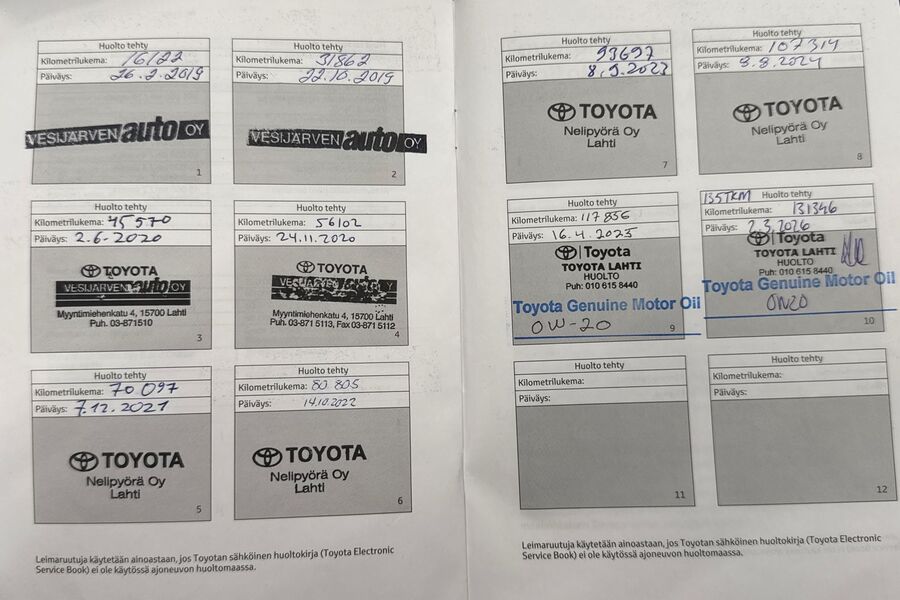 Huolto tehty
Kilometrilukema: 16122
Päiväys: 26.2.2019
VESIJÄRVEN auto OY
1
Huolto tehty
Kilometrilukema: 31862
Päiväys: 22.10.2019
VESIJÄRVEN auto OY
2
Huolto tehty
Kilometrilukema: 45570
Päiväys: 2.6-2020
TOYOTA
VESIJÄRVEN auto OY
Myyntimiehenkatu 4, 15700 Lahti
Puh. 03-871510
3
Huolto tehty
Kilometrilukema: 56102
Päiväys: 24.11.2020
TOYOTA
VESIJÄRVEN auto OY
Myyntimiehenkatu 4, 15700 Lahti
Puh. 03-871 5113, Fax 03-871 5112
4
Huolto tehty
Kilometrilukema: 70 097
Päiväys: 7.12.2021
TOYOTA
Nelipyörä Oy
Lahti
5
Huolto tehty
Kilometrilukema: 80 805
Päiväys: 14.10.2022
TOYOTA
Nelipyörä Oy
Lahti
6
Leimaruutuja käytetään ainoastaan, jos Toyotan sähköinen huoltokirja (Toyota Electronic
Service Book) ei ole käytössä ajoneuvon huoltomaassa.
Huolto tehty
Kilometrilukema: 93697
Päiväys: 8.9.2023
TOYOTA
Nelipyörä Oy
Lahti
7
Huolto tehty
Kilometrilukema: 107314
Päiväys: 8.8.2024
TOYOTA
Nelipyörä Oy
Lahti
8
Huolto tehty
Kilometrilukema: 117856
Päiväys: 16.4.2025
Toyota
TOYOTA LAHTI
HUOLTO
Puh: 010 615 8440
Toyota Genuine Motor Oil
0W-20
9
135TKM Huolto tehty
Kilometrilukema: 131346
Päiväys: 2.3.2026
Toyota
TOYOTA LAHTI
HUOLTO
Puh: 010 615 8440
Toyota Genuine Motor Oil
0W20
10
Huolto tehty
Kilometrilukema:
Päiväys:
11
Huolto tehty
Kilometrilukema:
Päiväys:
12
Leimaruutuja käytetään ainoastaan, jos Toyotan sähköinen huoltokirja (Toyota Electronic
Service Book) ei ole käytössä ajoneuvon huoltomaassa.